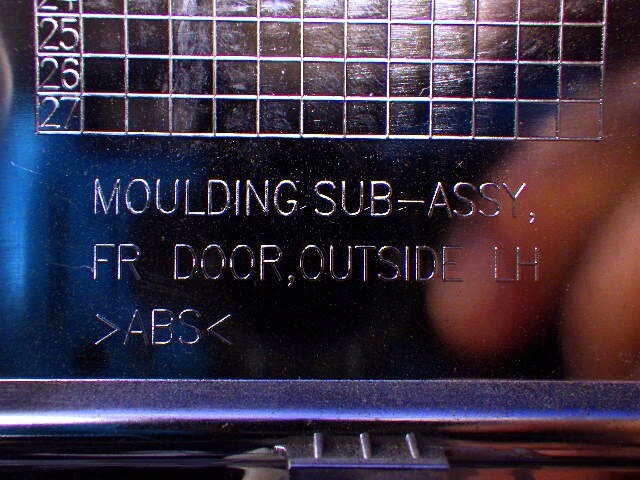 25
26
27
MOULDING SUB-ASSY,
FR DOOR,OUTSIDE LH
>ABS<